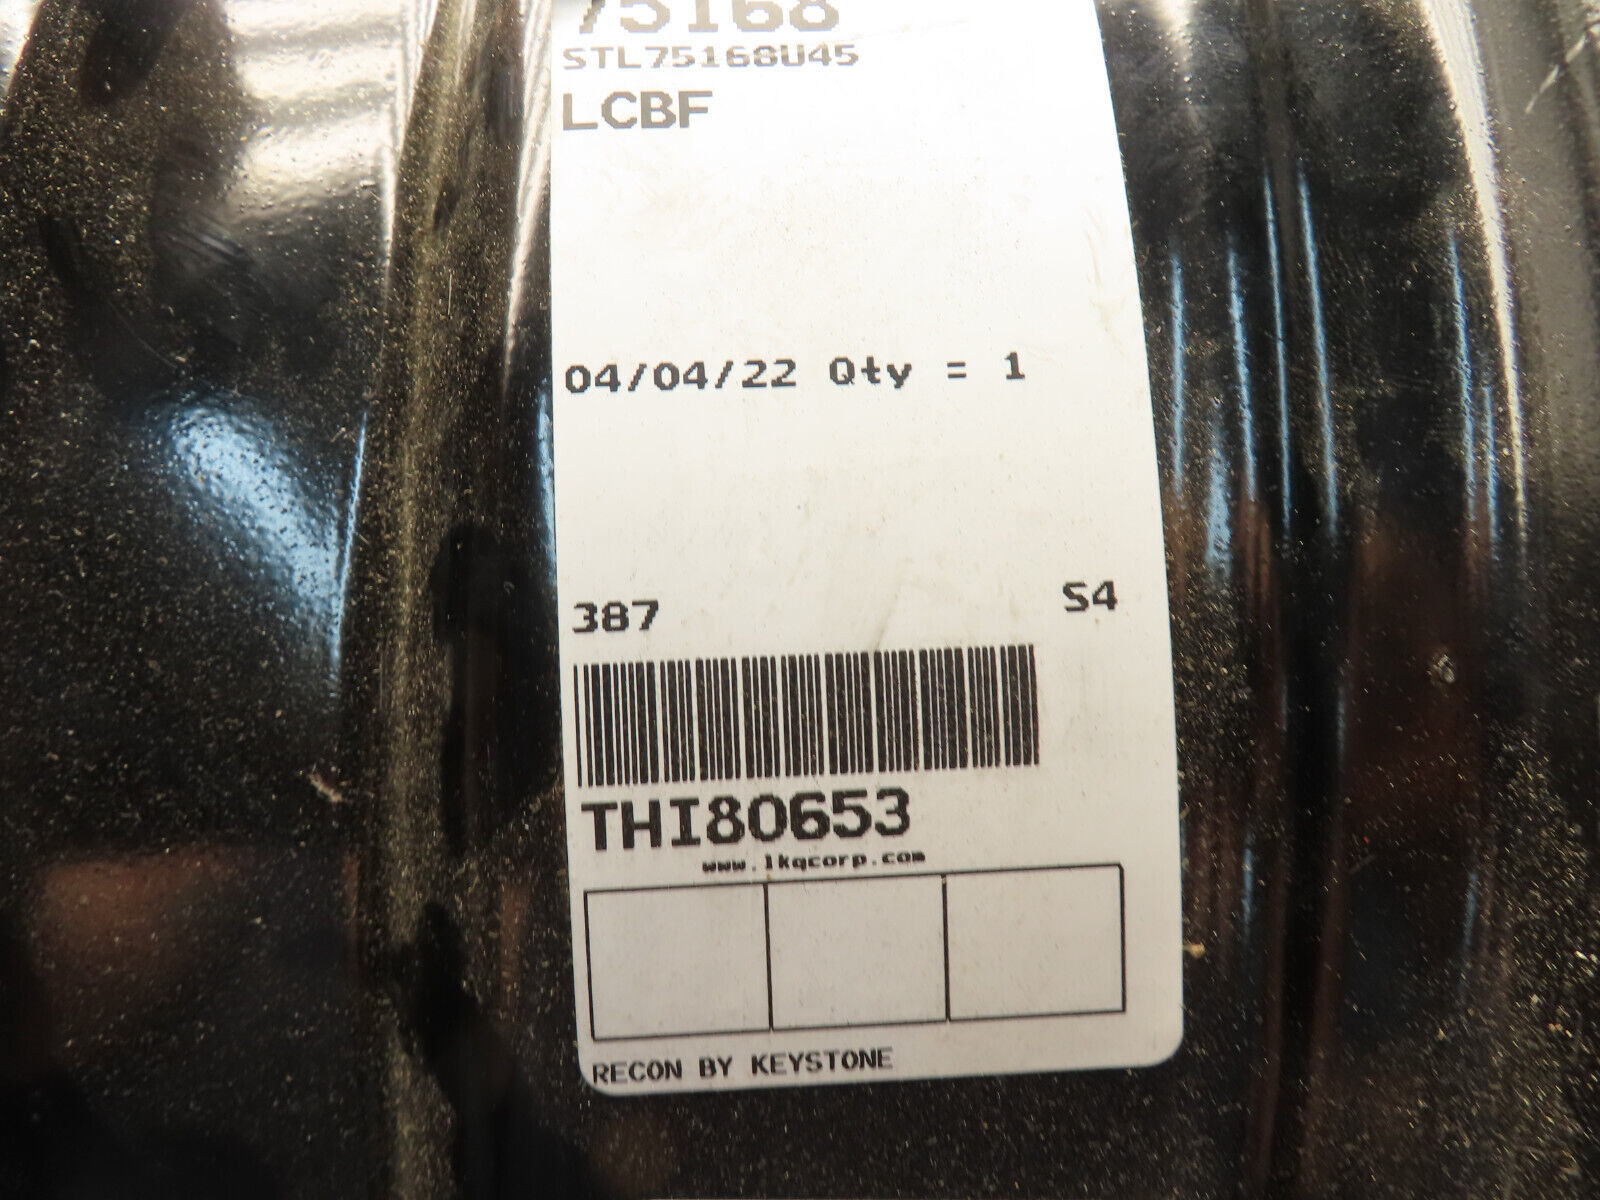 75168
STL75168U45
LCBF
04/04/22 Qty = 1
387
S4
THI80653
www.lkqcorp.com
RECON BY KEYSTONE